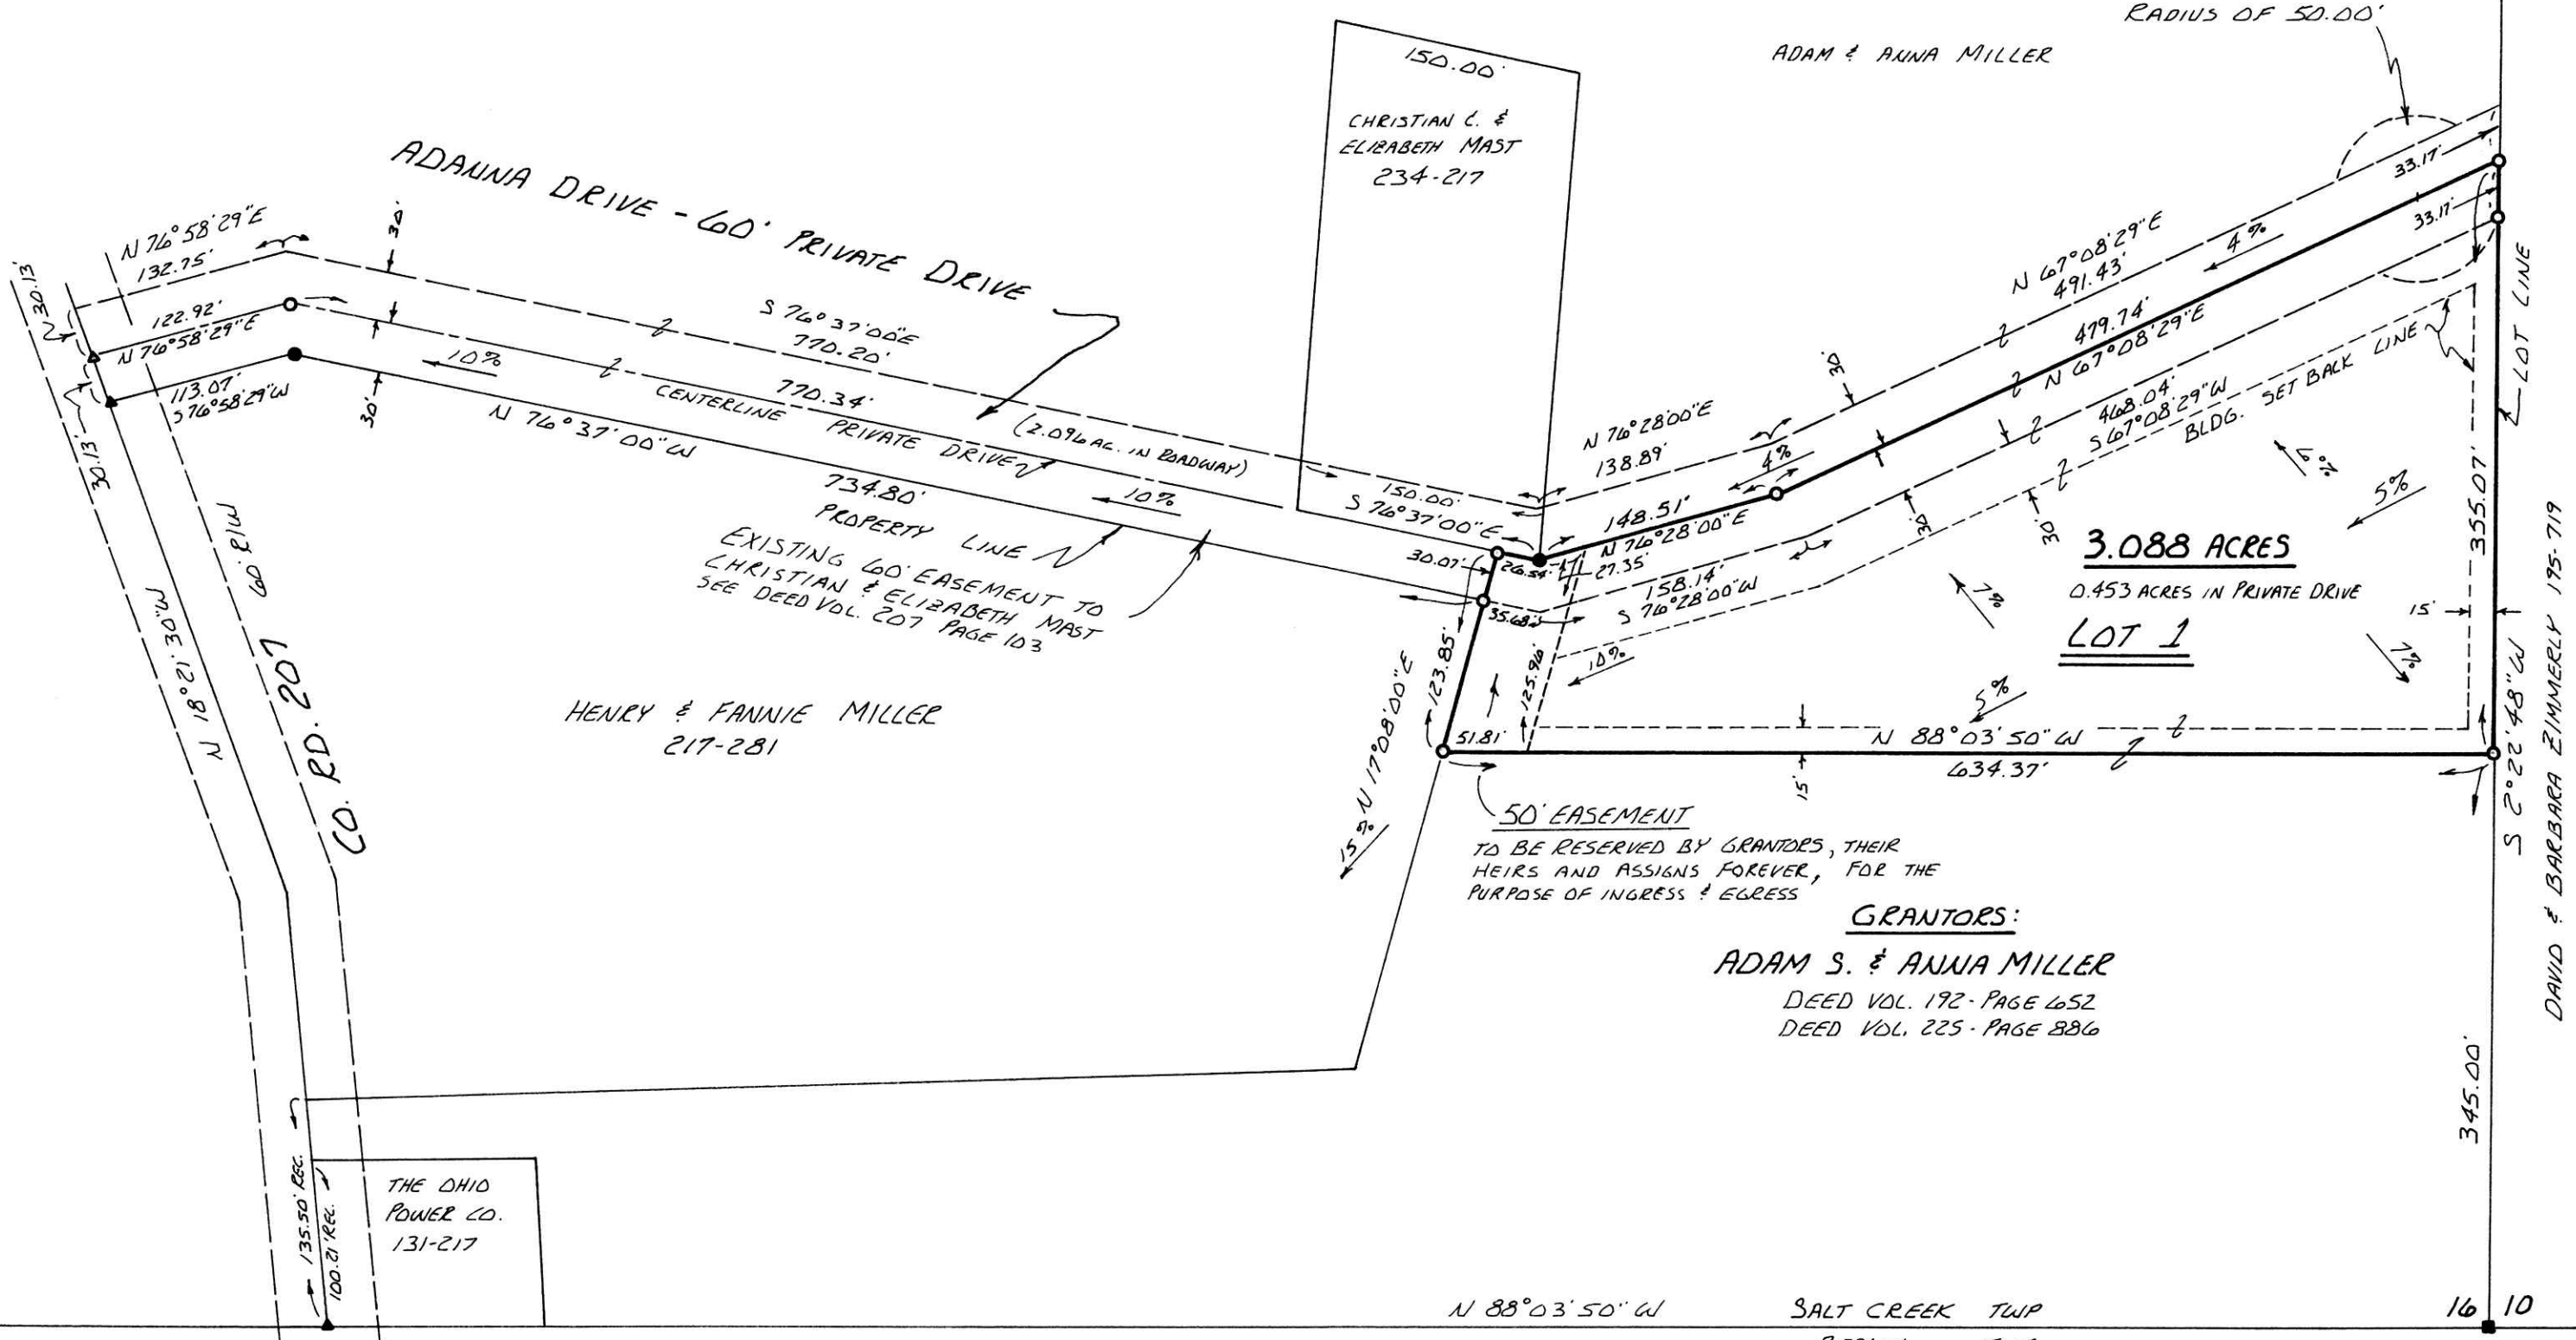 RADIUS OF 50.00'
ADAM & ANNA MILLER
150.00'
CHRISTIAN C. &
ELIZABETH MAST
234-217
ADANNA DRIVE - 60' PRIVATE DRIVE
N 76°58'29"E
132.75'
30.13'
122.92'
N 76°58'29"E
113.07'
S 76°58'29"W
30.13'
30'
30'
10%
S 76°37'00"E
770.20'
770.34'
CENTERLINE PRIVATE DRIVE
(2.096 AC. IN ROADWAY)
N 76°37'00"W
734.80'
PROPERTY LINE
10%
EXISTING 60' EASEMENT TO
CHRISTIAN & ELIZABETH MAST
SEE DEED VOL. 207 PAGE 103
150.00'
S 76°37'00"E
N 76°28'00"E
138.89'
4%
148.51'
N 76°28'00"E
30.07'
26.54'
27.35'
35.68'
158.14'
S 76°28'00"W
N 67°08'29"E
491.43'
4%
479.74'
N 67°08'29"E
468.04'
S 67°08'29"W
BLDG. SET BACK LINE
33.17'
33.17'
30'
30'
30'
LOT LINE
355.07'
6%
5%
7%
7%
5%
10%
3.088 ACRES
0.453 ACRES IN PRIVATE DRIVE
LOT 1
15'
123.85'
125.96'
N 17°08'00"E
15%
51.81'
N 88°03'50"W
634.37'
15'
S 2°22'48"W
DAVID & BARBARA ZIMMERLY 195-719
HENRY & FANNIE MILLER
217-281
N 18°21'30"W
60' R/W
CO. RD. 207
50' EASEMENT
TO BE RESERVED BY GRANTORS, THEIR
HEIRS AND ASSIGNS FOREVER, FOR THE
PURPOSE OF INGRESS & EGRESS
GRANTORS:
ADAM S. & ANNA MILLER
DEED VOL. 192 - PAGE 652
DEED VOL. 225 - PAGE 886
345.00'
135.50' REC.
100.21' REC.
THE OHIO
POWER CO.
131-217
N 88°03'50"W
SALT CREEK TWP
16 10